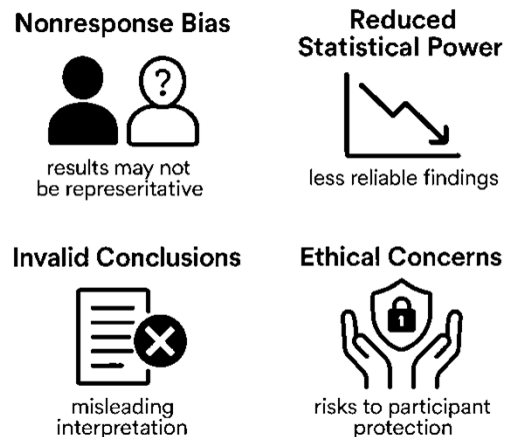 Nonresponse Bias
?
results may not
be represeritative
Reduced
Statistical Power
less reliable findings
Invalid Conclusions
misleading
interpretation
Ethical Concerns
1
risks to participant
protection